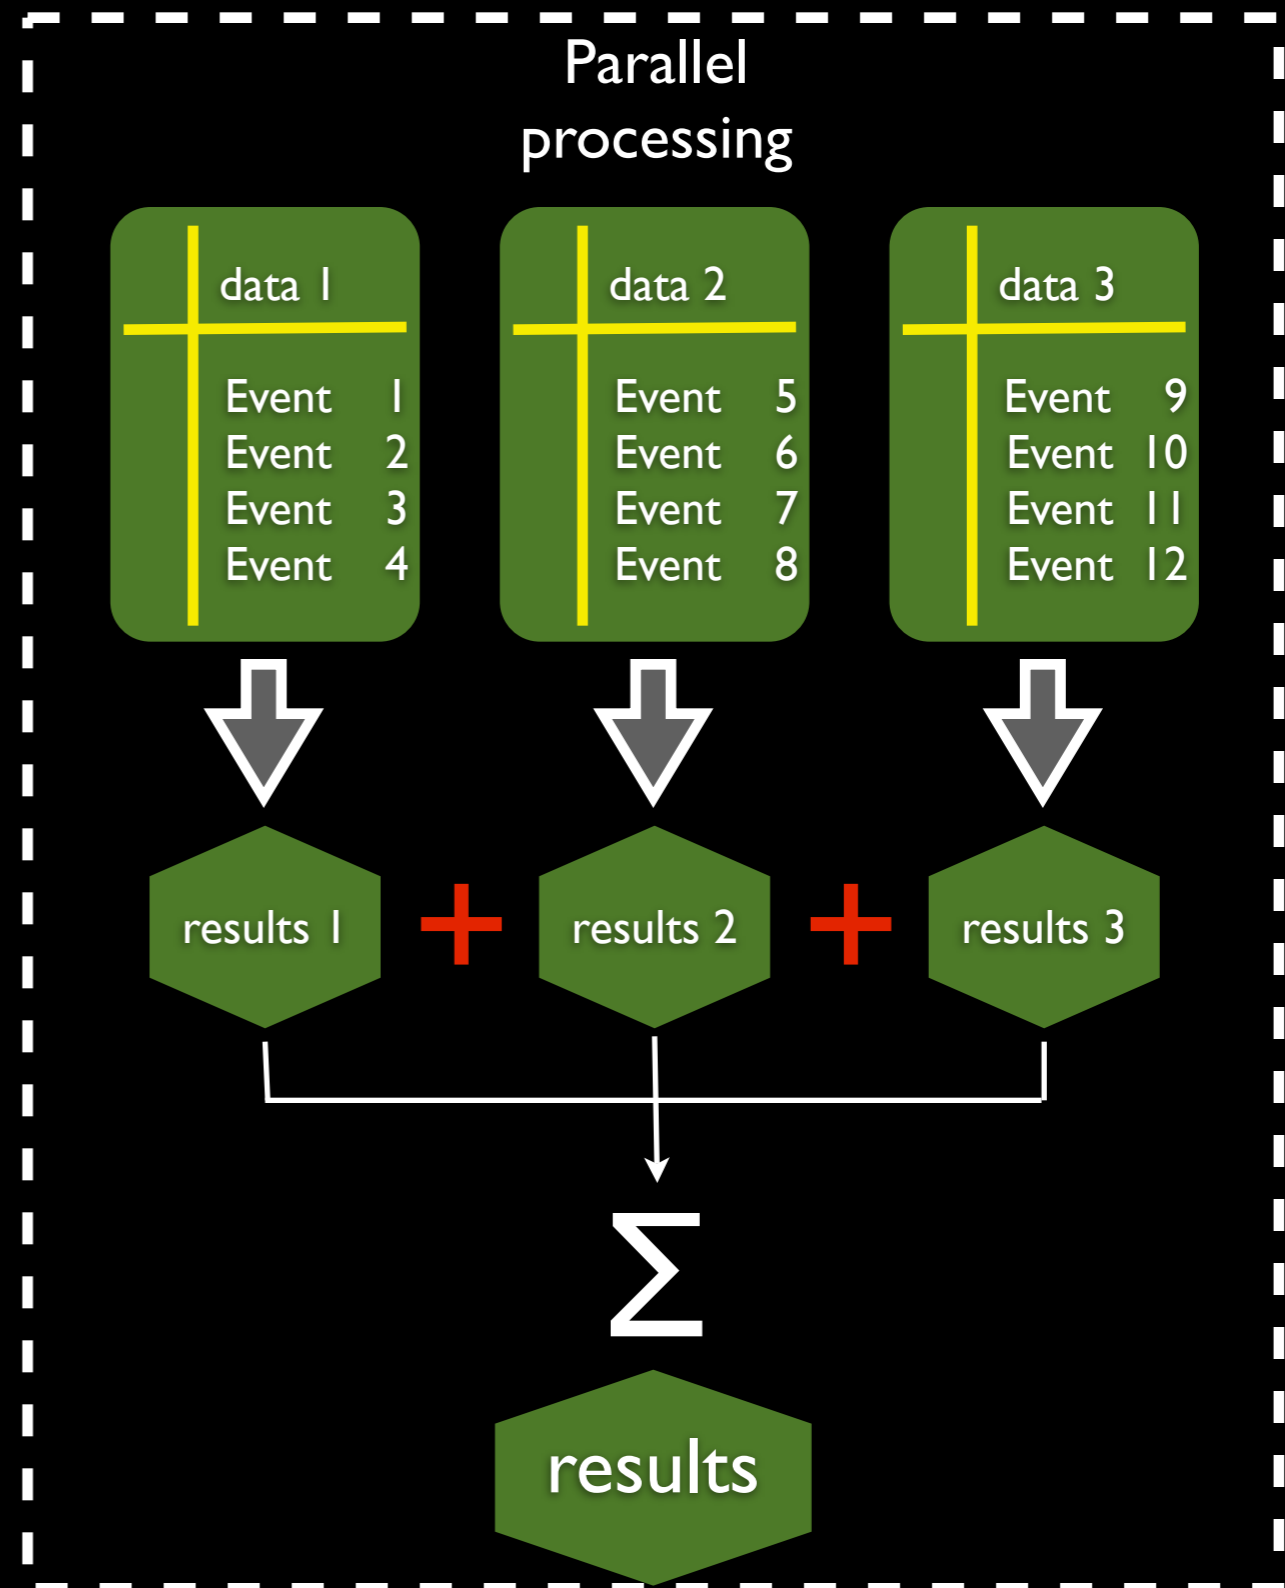 Parallel
processing
data 1
Event 1
Event 2
Event 3
Event 4
data 2
Event 5
Event 6
Event 7
Event 8
data 3
Event 9
Event 10
Event 11
Event 12
results 1 + results 2 + results 3
Σ
results